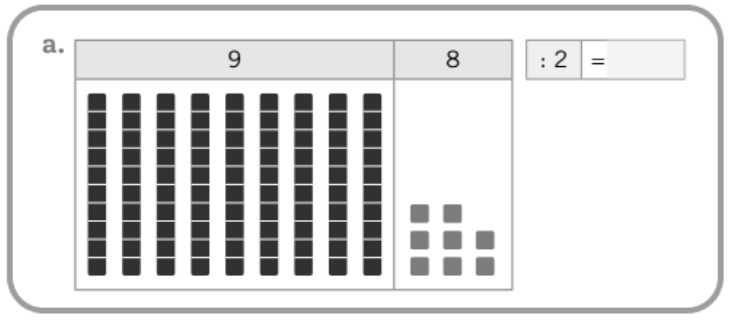 a.
9 8 : 2 =